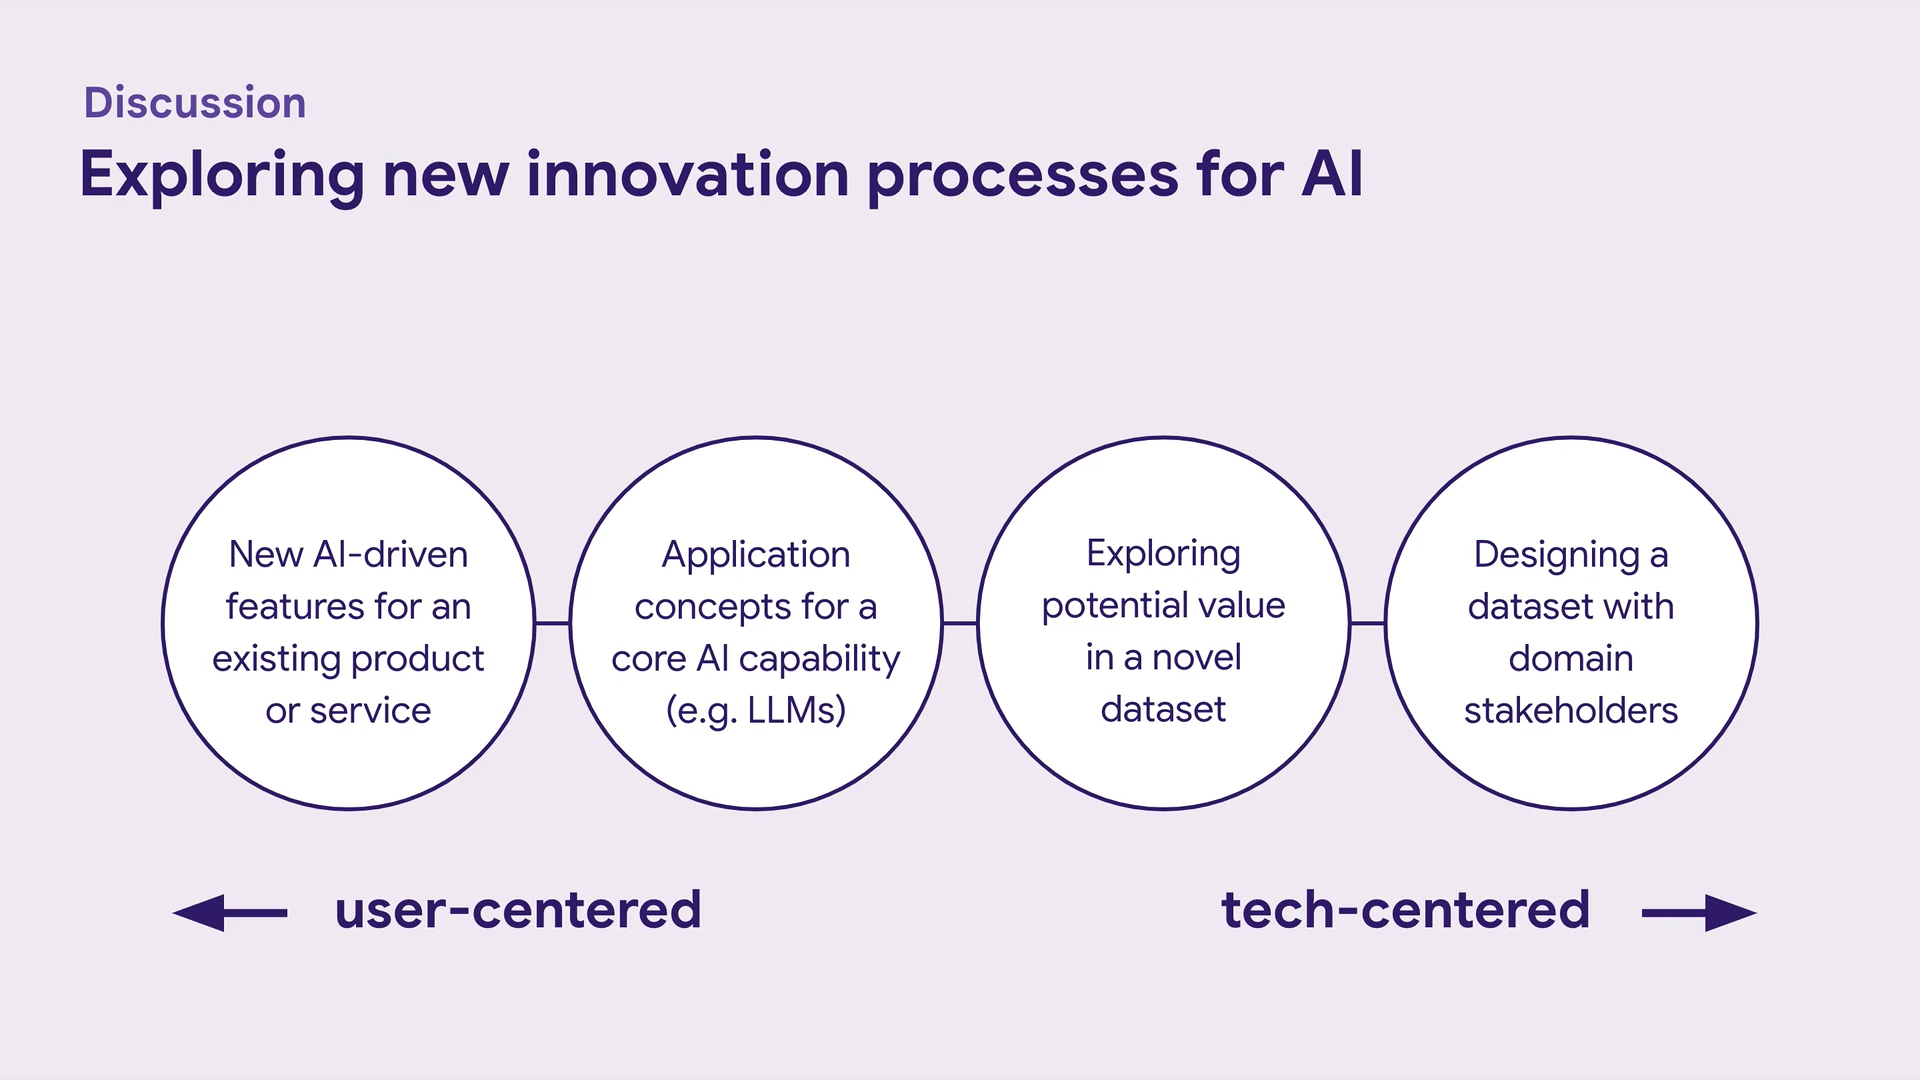 Discussion
Exploring new innovation processes for AI
New AI-driven
features for an
existing product
or service
Application
concepts for a
core AI capability
(e.g. LLMs)
Exploring
potential value
in a novel
dataset
Designing a
dataset with
domain
stakeholders
user-centered
tech-centered